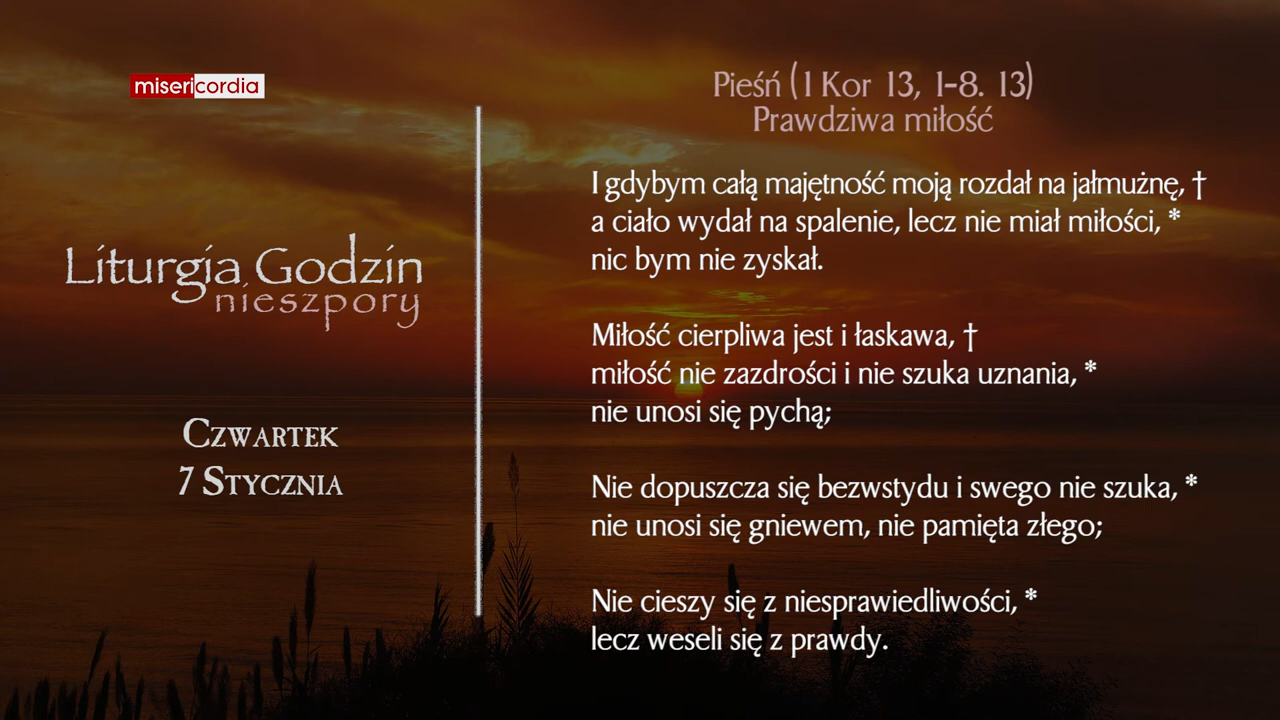 misericordia
Liturgia Godzin
nieszpory
Czwartek
7 Stycznia
Pieśń (1 Kor 13, 1-8. 13)
Prawdziwa miłość
I gdybym całą majętność moją rozdał na jałmużnę, †
a ciało wydał na spalenie, lecz nie miał miłości, *
nic bym nie zyskał.
Miłość cierpliwa jest i łaskawa, †
miłość nie zazdrości i nie szuka uznania, *
nie unosi się pychą;
Nie dopuszcza się bezwstydu i swego nie szuka, *
nie unosi się gniewem, nie pamięta złego;
Nie cieszy się z niesprawiedliwości, *
lecz weseli się z prawdy.